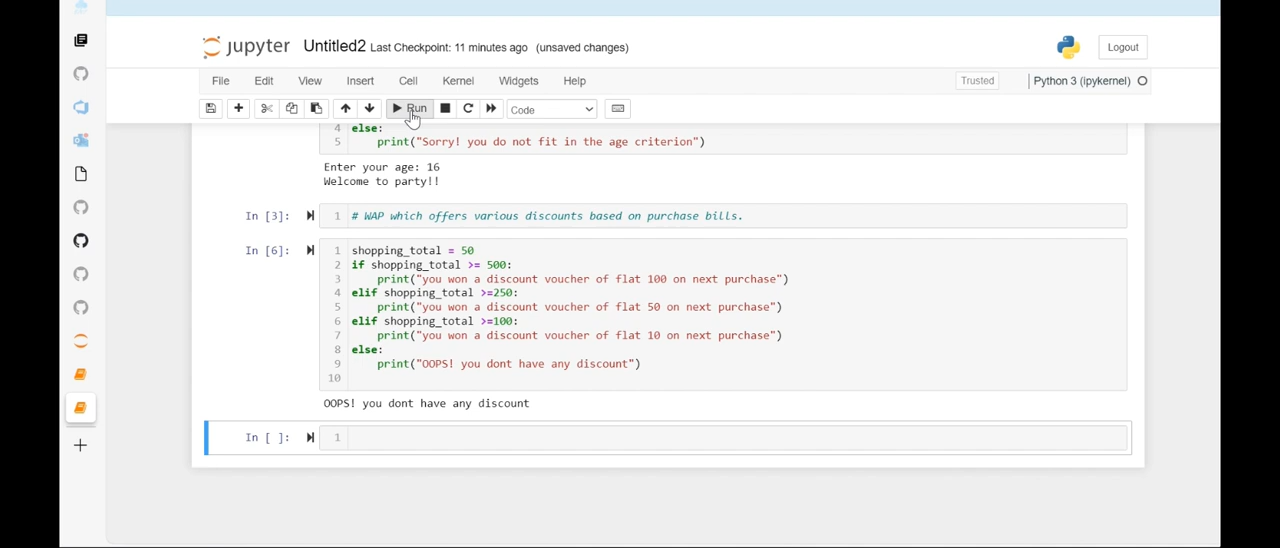 jupyter Untitled2 Last Checkpoint: 11 minutes ago (unsaved changes) Logout
File Edit View Insert Cell Kernel Widgets Help Trusted Python 3 (ipykernel)
Run Code
4 else:
5 print("Sorry! you do not fit in the age criterion")
Enter your age: 16
Welcome to party!!
In [3]: 1 # WAP which offers various discounts based on purchase bills.
In [6]: 1 shopping_total = 50
2 if shopping_total >= 500:
3 print("you won a discount voucher of flat 100 on next purchase")
4 elif shopping_total >=250:
5 print("you won a discount voucher of flat 50 on next purchase")
6 elif shopping_total >=100:
7 print("you won a discount voucher of flat 10 on next purchase")
8 else:
9 print("OOPS! you dont have any discount")
10
OOPS! you dont have any discount
In [ ]: 1